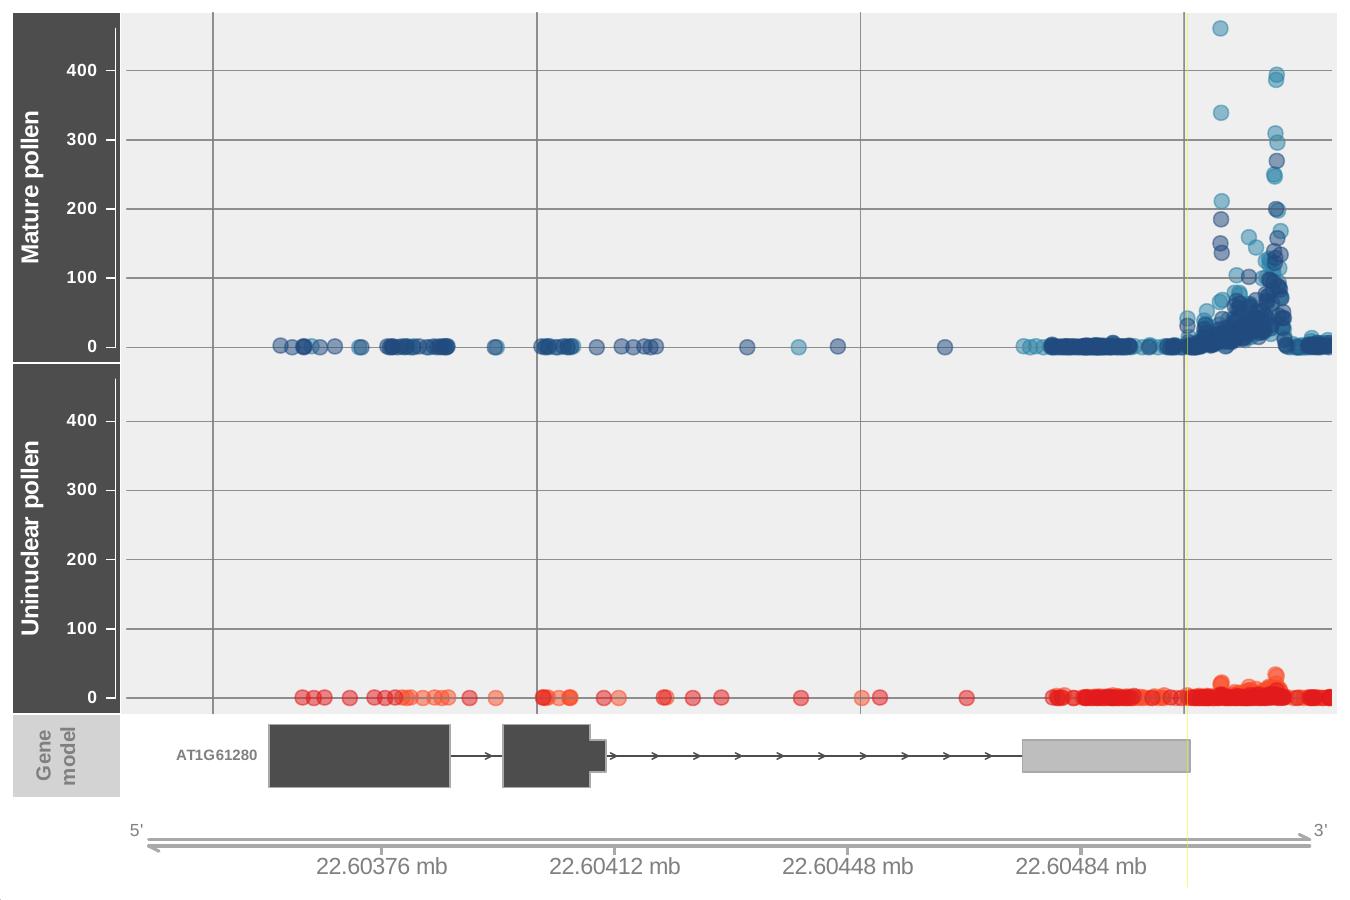 Mature pollen
400
300
200
100
0
Uninuclear pollen
400
300
200
100
0
Gene
model
AT1G61280
5'
3'
22.60376 mb
22.60412 mb
22.60448 mb
22.60484 mb